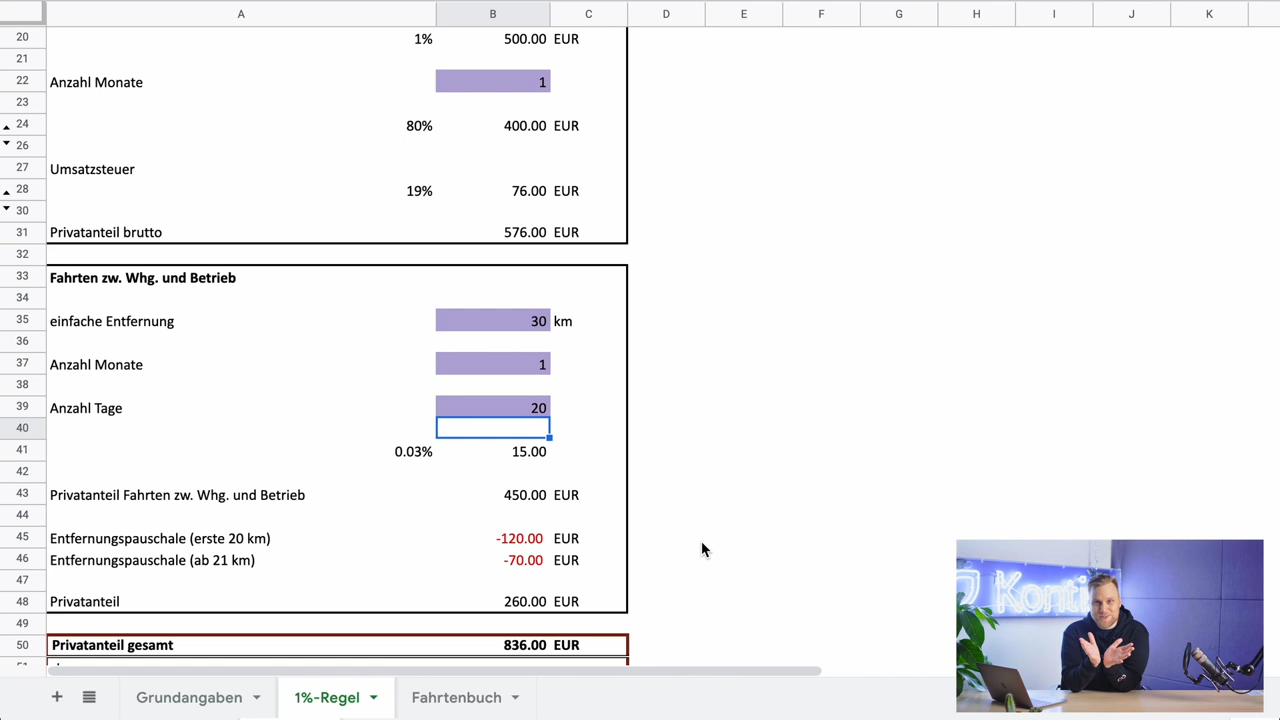 A B C D E F G H I J K
20 1% 500.00 EUR
21
22 Anzahl Monate 1
23
24 80% 400.00 EUR
26
27 Umsatzsteuer
28 19% 76.00 EUR
30
31 Privatanteil brutto 576.00 EUR
32
33 Fahrten zw. Whg. und Betrieb
34
35 einfache Entfernung 30 km
36
37 Anzahl Monate 1
38
39 Anzahl Tage 20
40
41 0.03% 15.00
42
43 Privatanteil Fahrten zw. Whg. und Betrieb 450.00 EUR
44
45 Entfernungspauschale (erste 20 km) -120.00 EUR
46 Entfernungspauschale (ab 21 km) -70.00 EUR
47
48 Privatanteil 260.00 EUR
49
50 Privatanteil gesamt 836.00 EUR
Grundangaben 1%-Regel Fahrtenbuch